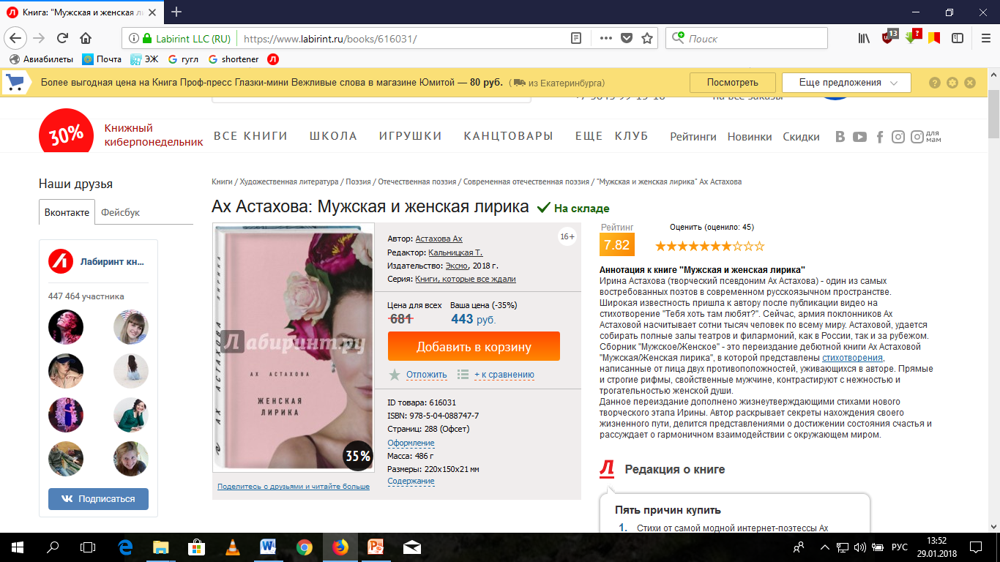 Книга: "Мужская и женская ли
Labirint LLC (RU)
https://www.labirint.ru/books/616031/
Поиск
13
Авиабилеты
Почта
ЭЖ
гугл
shortener
Более выгодная цена на Книга Проф-пресс Глазки-мини Вежливые слова в магазине Юмитой — 80 руб. ( из Екатеринбурга)
Посмотреть
Еще предложения
30%
Книжный
киберпонедельник
ВСЕ КНИГИ
ШКОЛА
ИГРУШКИ
КАНЦТОВАРЫ
ЕЩЕ
КЛУБ
Рейтинги
Новинки
Скидки
для
мам
Наши друзья
Вконтакте
Фейсбук
Лабиринт кн...
447 464 участника
Подписаться
Книги / Художественная литература / Поэзия / Отечественная поэзия / Современная отечественная поэзия / "Мужская и женская лирика" Ах Астахова
Ах Астахова: Мужская и женская лирика
На складе
АХ АСТАХОВА ЛИРИКА
Лабиринт.ру
АХ АСТАХОВА
ЖЕНСКАЯ
ЛИРИКА
35%
Поделитесь с друзьями и читайте больше
16+
Автор: Астахова Ах
Редактор: Кальницкая Т.
Издательство: Эксмо, 2018 г.
Серия: Книги, которые все ждали
Цена для всех
Ваша цена (-35%)
681
443 руб.
Добавить в корзину
Отложить
+ к сравнению
ID товара: 616031
ISBN: 978-5-04-088747-7
Страниц: 288 (Офсет)
Оформление
Масса: 486 г
Размеры: 220x150x21 мм
Содержание
Рейтинг
7.82
Оценить (оценило: 45)
Аннотация к книге "Мужская и женская лирика"
Ирина Астахова (творческий псевдоним Ах Астахова) - один из самых
востребованных поэтов в современном русскоязычном пространстве.
Широкая известность пришла к автору после публикации видео на
стихотворение "Тебя хоть там любят?". Сейчас, армия поклонников Ах
Астаховой насчитывает сотни тысяч человек по всему миру. Астаховой, удается
собирать полные залы театров и филармоний, как в России, так и за рубежом.
Сборник "Мужское/Женское" - это переиздание дебютной книги Ах Астаховой
"Мужская/Женская лирика", в которой представлены стихотворения,
написанные от лица двух противоположностей, уживающихся в авторе. Прямые
и строгие рифмы, свойственные мужчине, контрастируют с нежностью и
трогательностью женской души.
Данное переиздание дополнено жизнеутверждающими стихами нового
творческого этапа Ирины. Автор раскрывает секреты нахождения своего
жизненного пути, делится представлениями о достижении состояния счастья и
рассуждает о гармоничном взаимодействии с окружающем миром.
Редакция о книге
Пять причин купить
1. Стихи от самой модной интернет-поэтессы Ах
РУС
13:52
29.01.2018